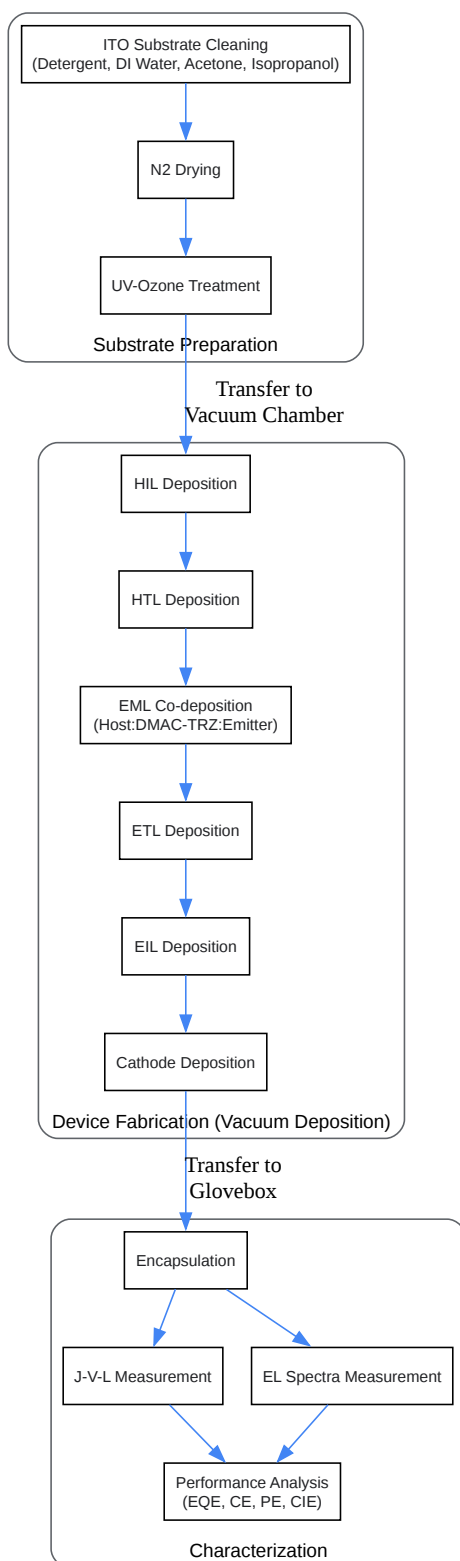 ITO Substrate Cleaning
(Detergent, DI Water, Acetone, Isopropanol)
N2 Drying
UV-Ozone Treatment
Substrate Preparation
Transfer to
Vacuum Chamber
HIL Deposition
HTL Deposition
EML Co-deposition
(Host:DMAC-TRZ:Emitter)
ETL Deposition
EIL Deposition
Cathode Deposition
Device Fabrication (Vacuum Deposition)
Transfer to
Glovebox
Encapsulation
J-V-L Measurement
EL Spectra Measurement
Performance Analysis
(EQE, CE, PE, CIE)
Characterization